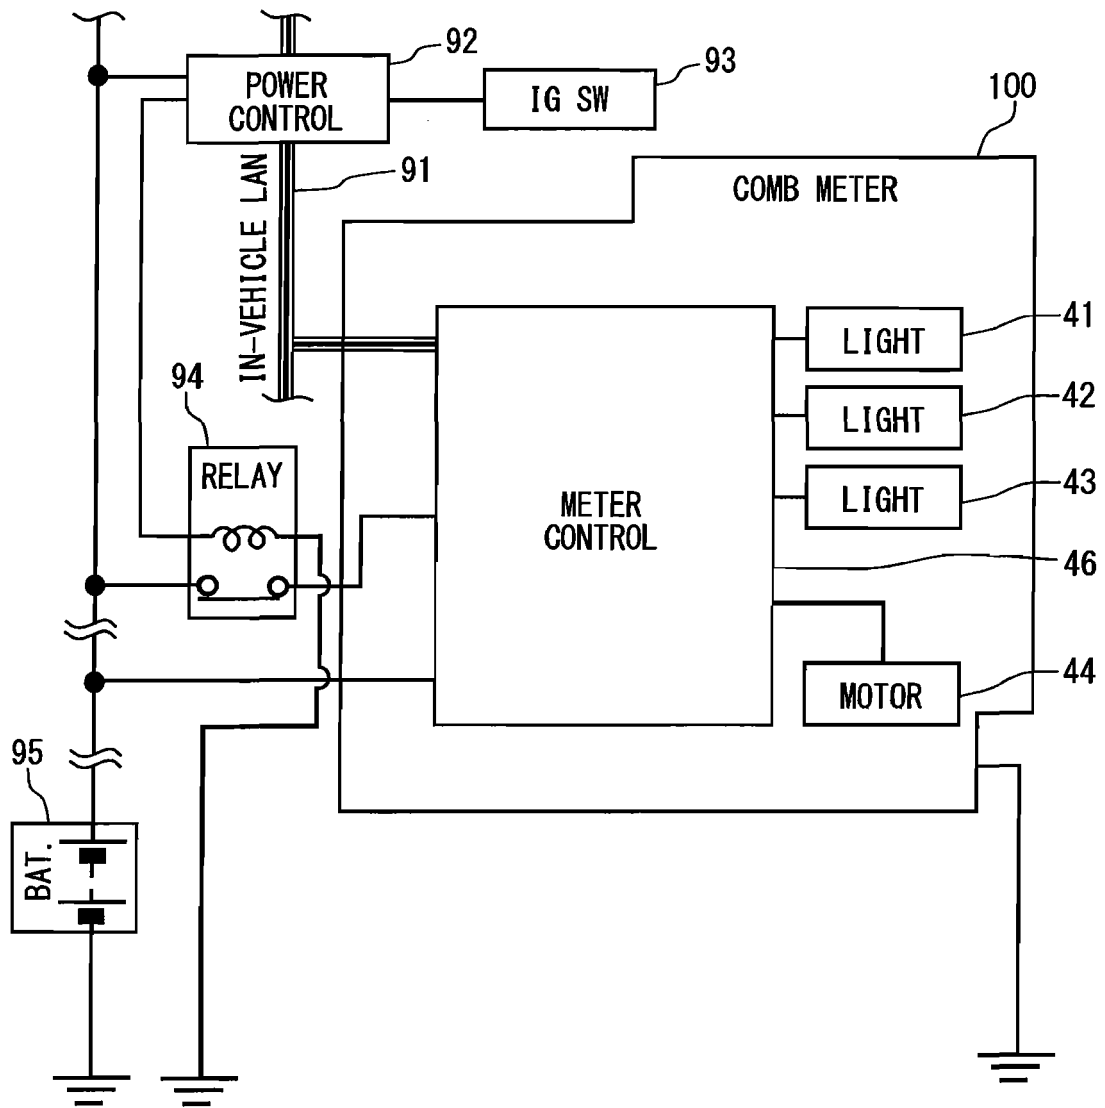 92
POWER
CONTROL
IG SW
93
100
91
IN-VEHICLE LAN
COMB METER
LIGHT
41
94
LIGHT
42
RELAY
LIGHT
43
METER
CONTROL
46
MOTOR
44
95
BAT.